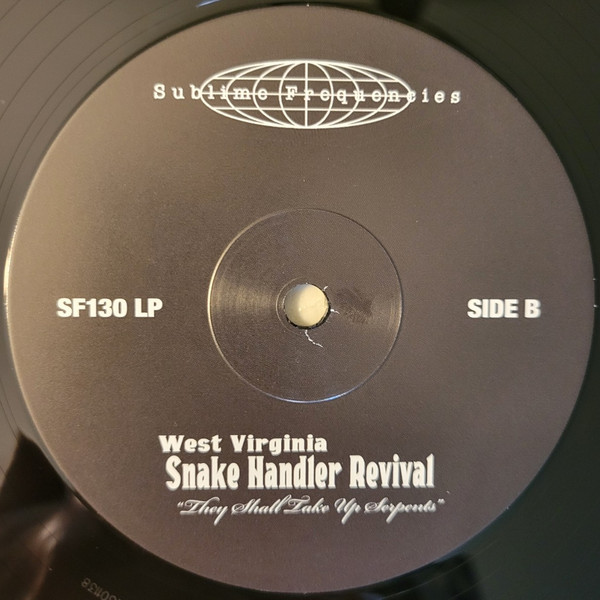 Sublime Frequencies
SF130 LP
SIDE B
West Virginia
Snake Handler Revival
"They Shall Take Up Serpents"